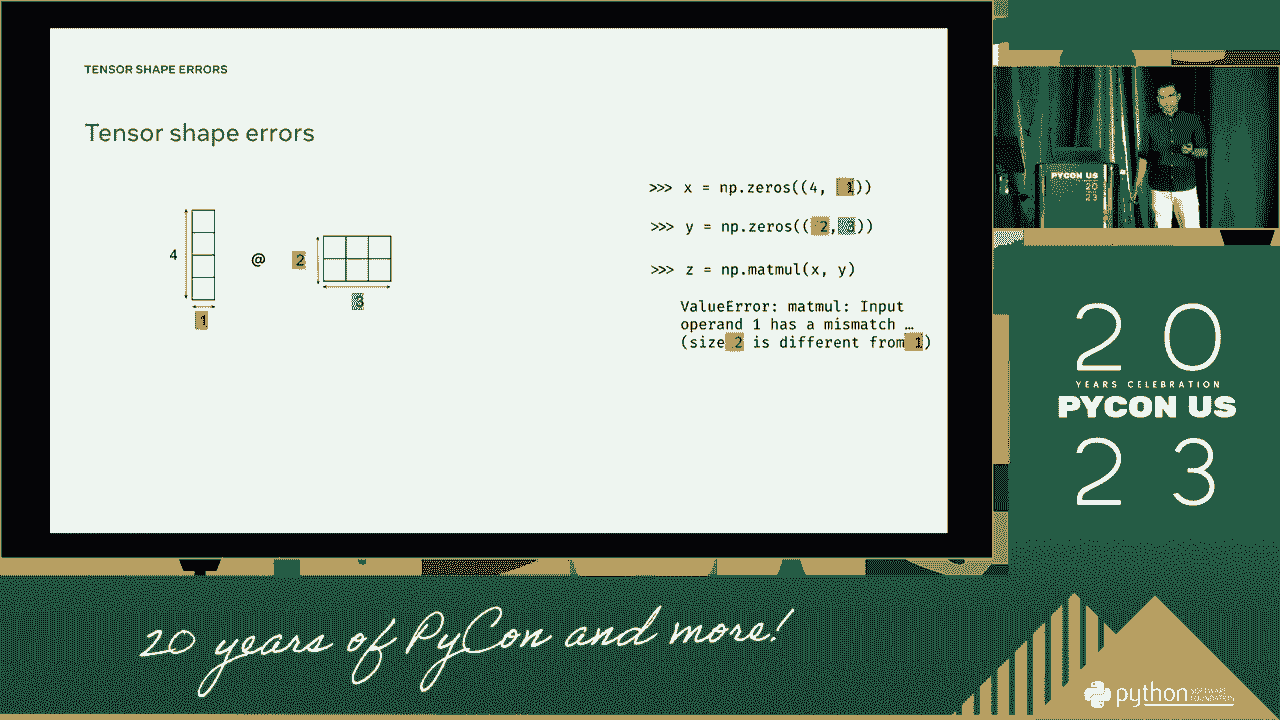 TENSOR SHAPE ERRORS
Tensor shape errors
4
1
@
2
3
>>> x = np.zeros((4, 1))
>>> y = np.zeros((2, 3))
>>> z = np.matmul(x, y)
ValueError: matmul: Input
operand 1 has a mismatch …
(size 2 is different from 1)
PYCON US
20
23
20
YEARS CELEBRATION
PYCON US
23
20 years of PyCon and more!
python
SOFTWARE
FOUNDATION